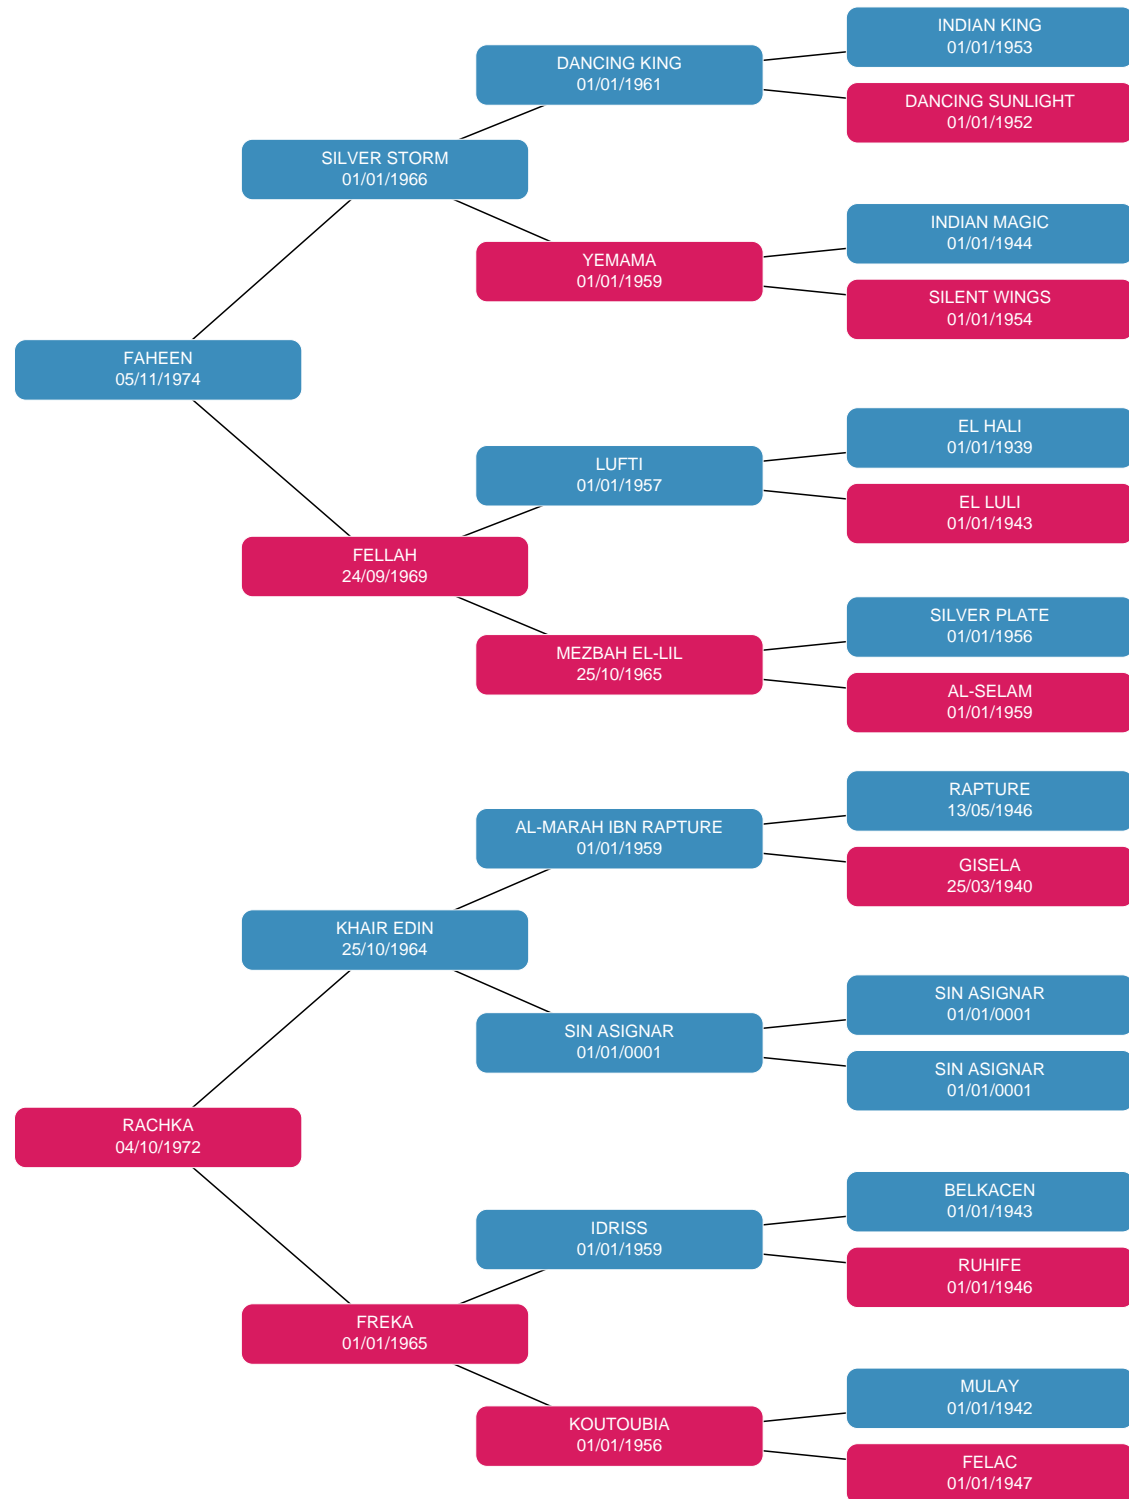 INDIAN KING
01/01/1953
DANCING KING
01/01/1961
DANCING SUNLIGHT
01/01/1952
SILVER STORM
01/01/1966
INDIAN MAGIC
01/01/1944
YEMAMA
01/01/1959
SILENT WINGS
01/01/1954
FAHEEN
05/11/1974
EL HALI
01/01/1939
LUFTI
01/01/1957
EL LULI
01/01/1943
FELLAH
24/09/1969
SILVER PLATE
01/01/1956
MEZBAH EL-LIL
25/10/1965
AL-SELAM
01/01/1959
RAPTURE
13/05/1946
AL-MARAH IBN RAPTURE
01/01/1959
GISELA
25/03/1940
KHAIR EDIN
25/10/1964
SIN ASIGNAR
01/01/0001
SIN ASIGNAR
01/01/0001
SIN ASIGNAR
01/01/0001
RACHKA
04/10/1972
BELKACEN
01/01/1943
IDRISS
01/01/1959
RUHIFE
01/01/1946
FREKA
01/01/1965
MULAY
01/01/1942
KOUTOUBIA
01/01/1956
FELAC
01/01/1947